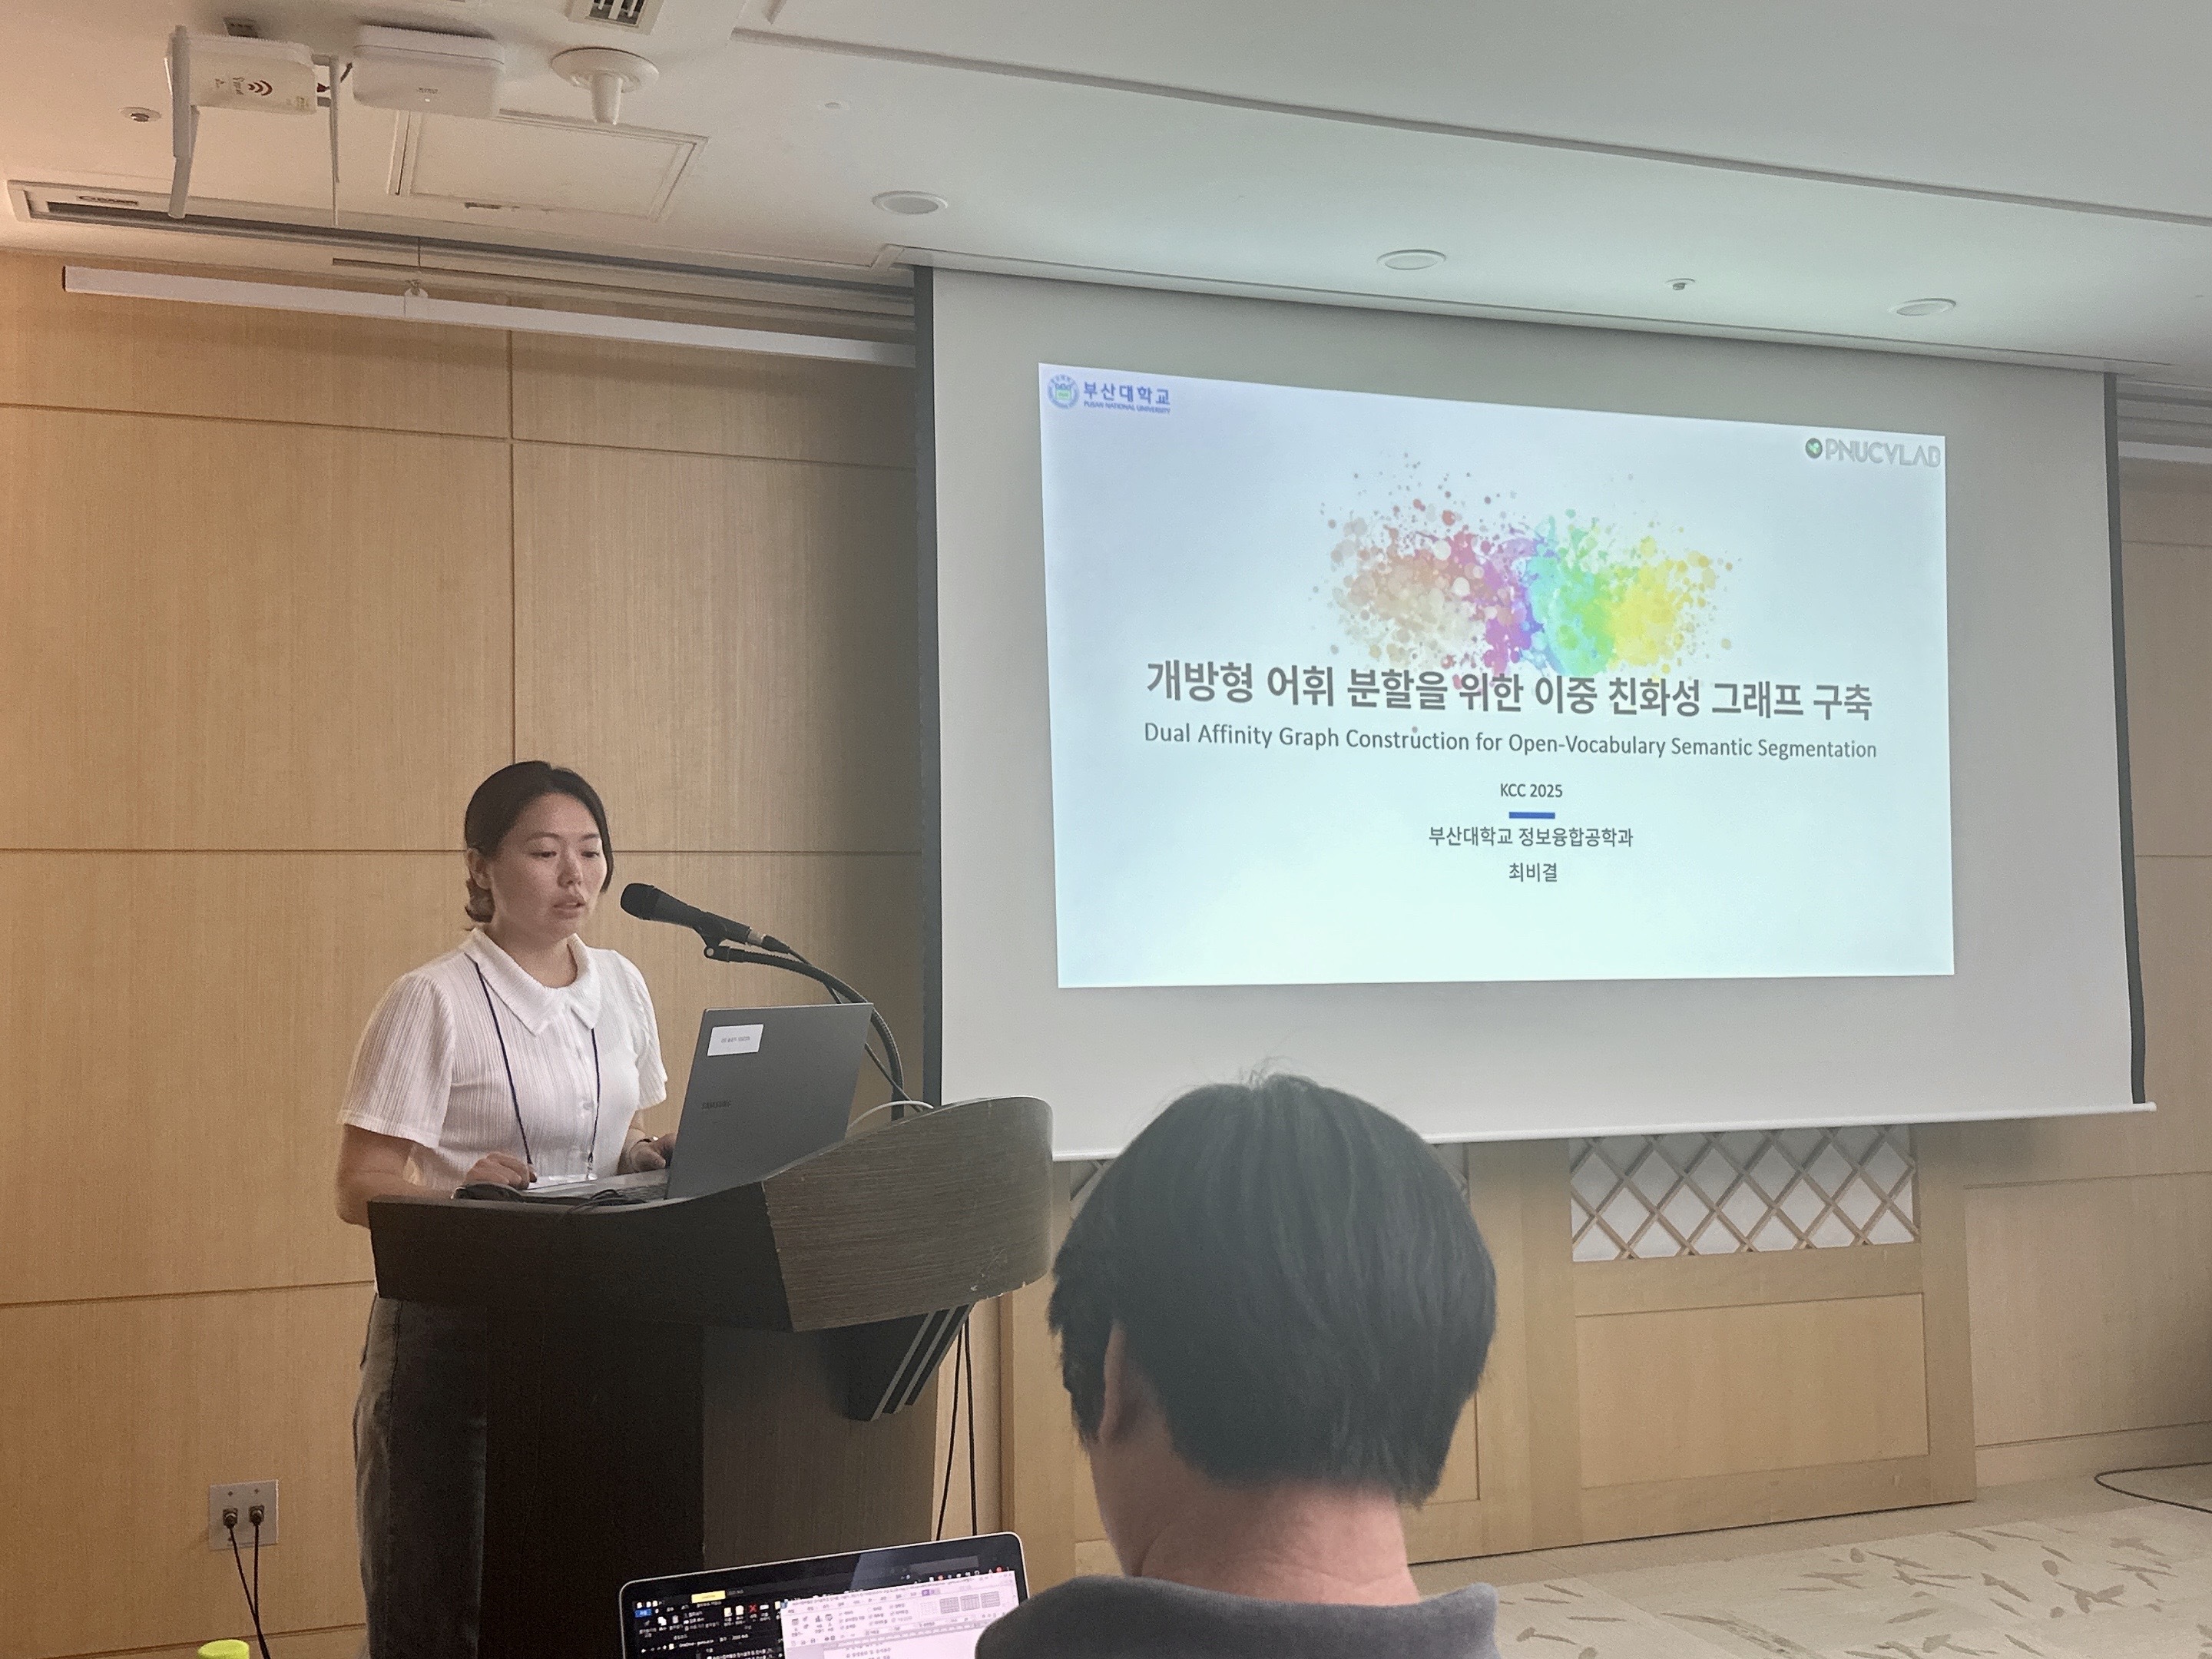 부산대학교
PUSAN NATIONAL UNIVERSITY
PNUCVLAB
개방형 어휘 분할을 위한 이중 친화성 그래프 구축
Dual Affinity Graph Construction for Open-Vocabulary Semantic Segmentation
KCC 2025
부산대학교 정보융합공학과
최비결
SAMSUNG